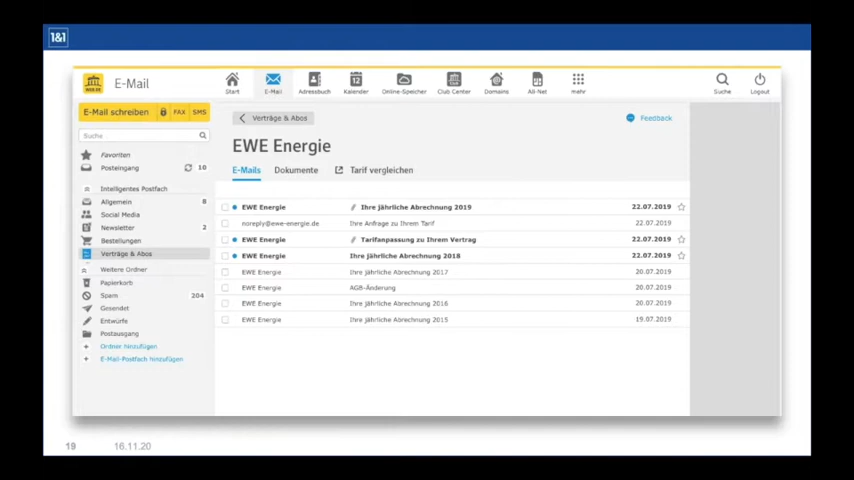 1&1
WEB.DE
E-Mail
Start
E-Mail
Adressbuch
12
Kalender
Online-Speicher
Club Center
Domains
All-Net
mehr
Suche
Logout
E-Mail schreiben FAX SMS
Suche
Favoriten
Posteingang 10
Intelligentes Postfach
Allgemein 8
Social Media
Newsletter 2
Bestellungen
Verträge & Abos
Weitere Ordner
Papierkorb
Spam 204
Gesendet
Entwürfe
Postausgang
+ Ordner hinzufügen
+ E-Mail-Postfach hinzufügen
Verträge & Abos
Feedback
EWE Energie
E-Mails Dokumente Tarif vergleichen
EWE Energie Ihre jährliche Abrechnung 2019 22.07.2019
noreply@ewe-energie.de Ihre Anfrage zu Ihrem Tarif 22.07.2019
EWE Energie Tarifanpassung zu Ihrem Vertrag 22.07.2019
EWE Energie Ihre jährliche Abrechnung 2018 22.07.2019
EWE Energie Ihre jährliche Abrechnung 2017 20.07.2019
EWE Energie AGB-Änderung 20.07.2019
EWE Energie Ihre jährliche Abrechnung 2016 20.07.2019
EWE Energie Ihre jährliche Abrechnung 2015 19.07.2019
19 16.11.20